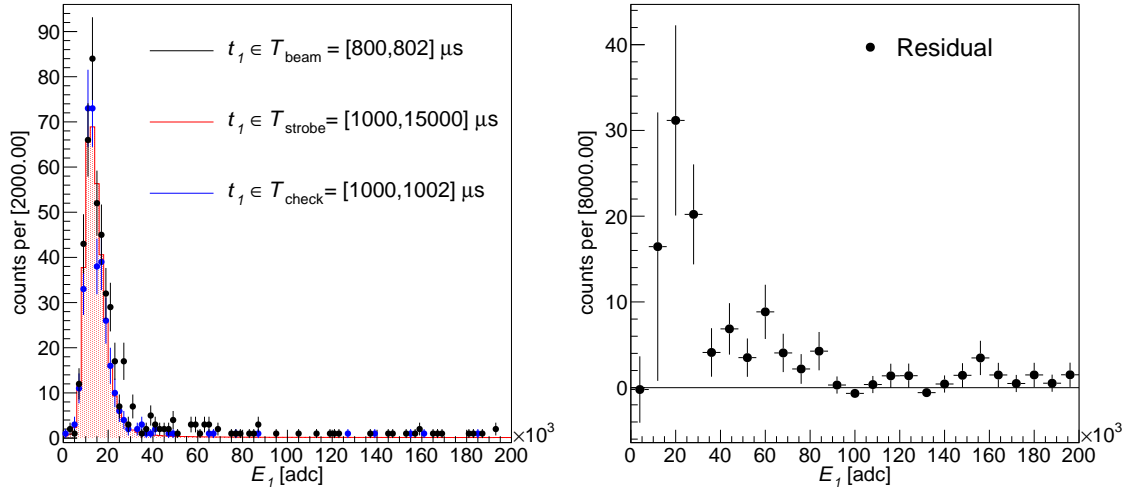 90
80
70
60
50
40
30
20
10
0
counts per [2000.00]
t1 ∈ Tbeam = [800,802] μs
t1 ∈ Tstrobe= [1000,15000] μs
t1 ∈ Tcheck= [1000,1002] μs
0 20 40 60 80 100 120 140 160 180 200
×10³
E1 [adc]
40
30
20
10
0
counts per [8000.00]
Residual
0 20 40 60 80 100 120 140 160 180 200
×10³
E1 [adc]